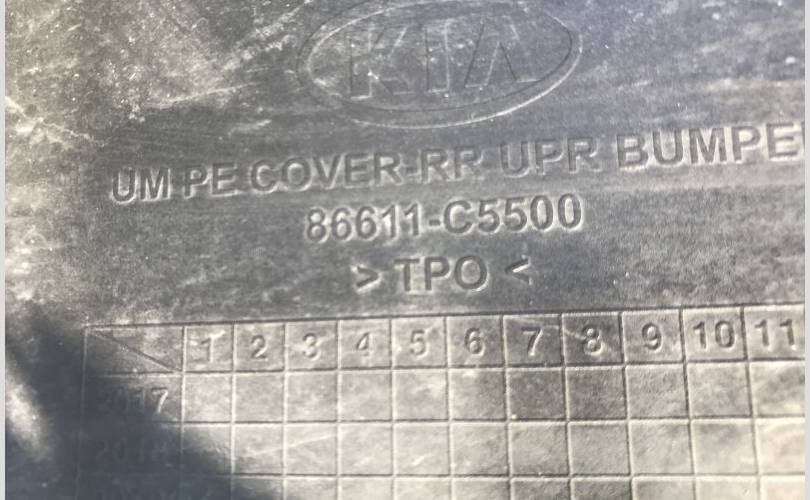 KIA
UM PE COVER-RR UPR BUMPE
86611-C5500
> TPO <
1 2 3 4 5 6 7 8 9 10 11
2017
2018